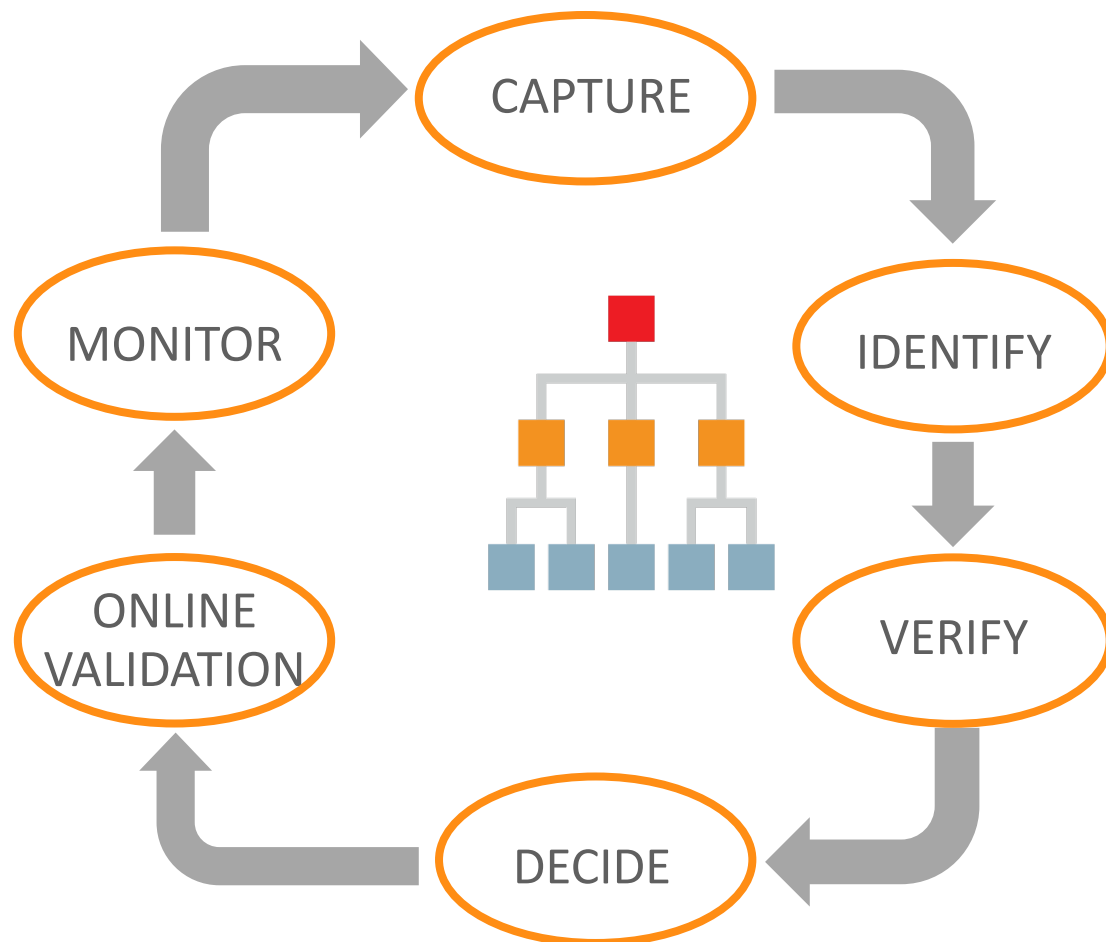 CAPTURE
IDENTIFY
VERIFY
DECIDE
ONLINE
VALIDATION
MONITOR